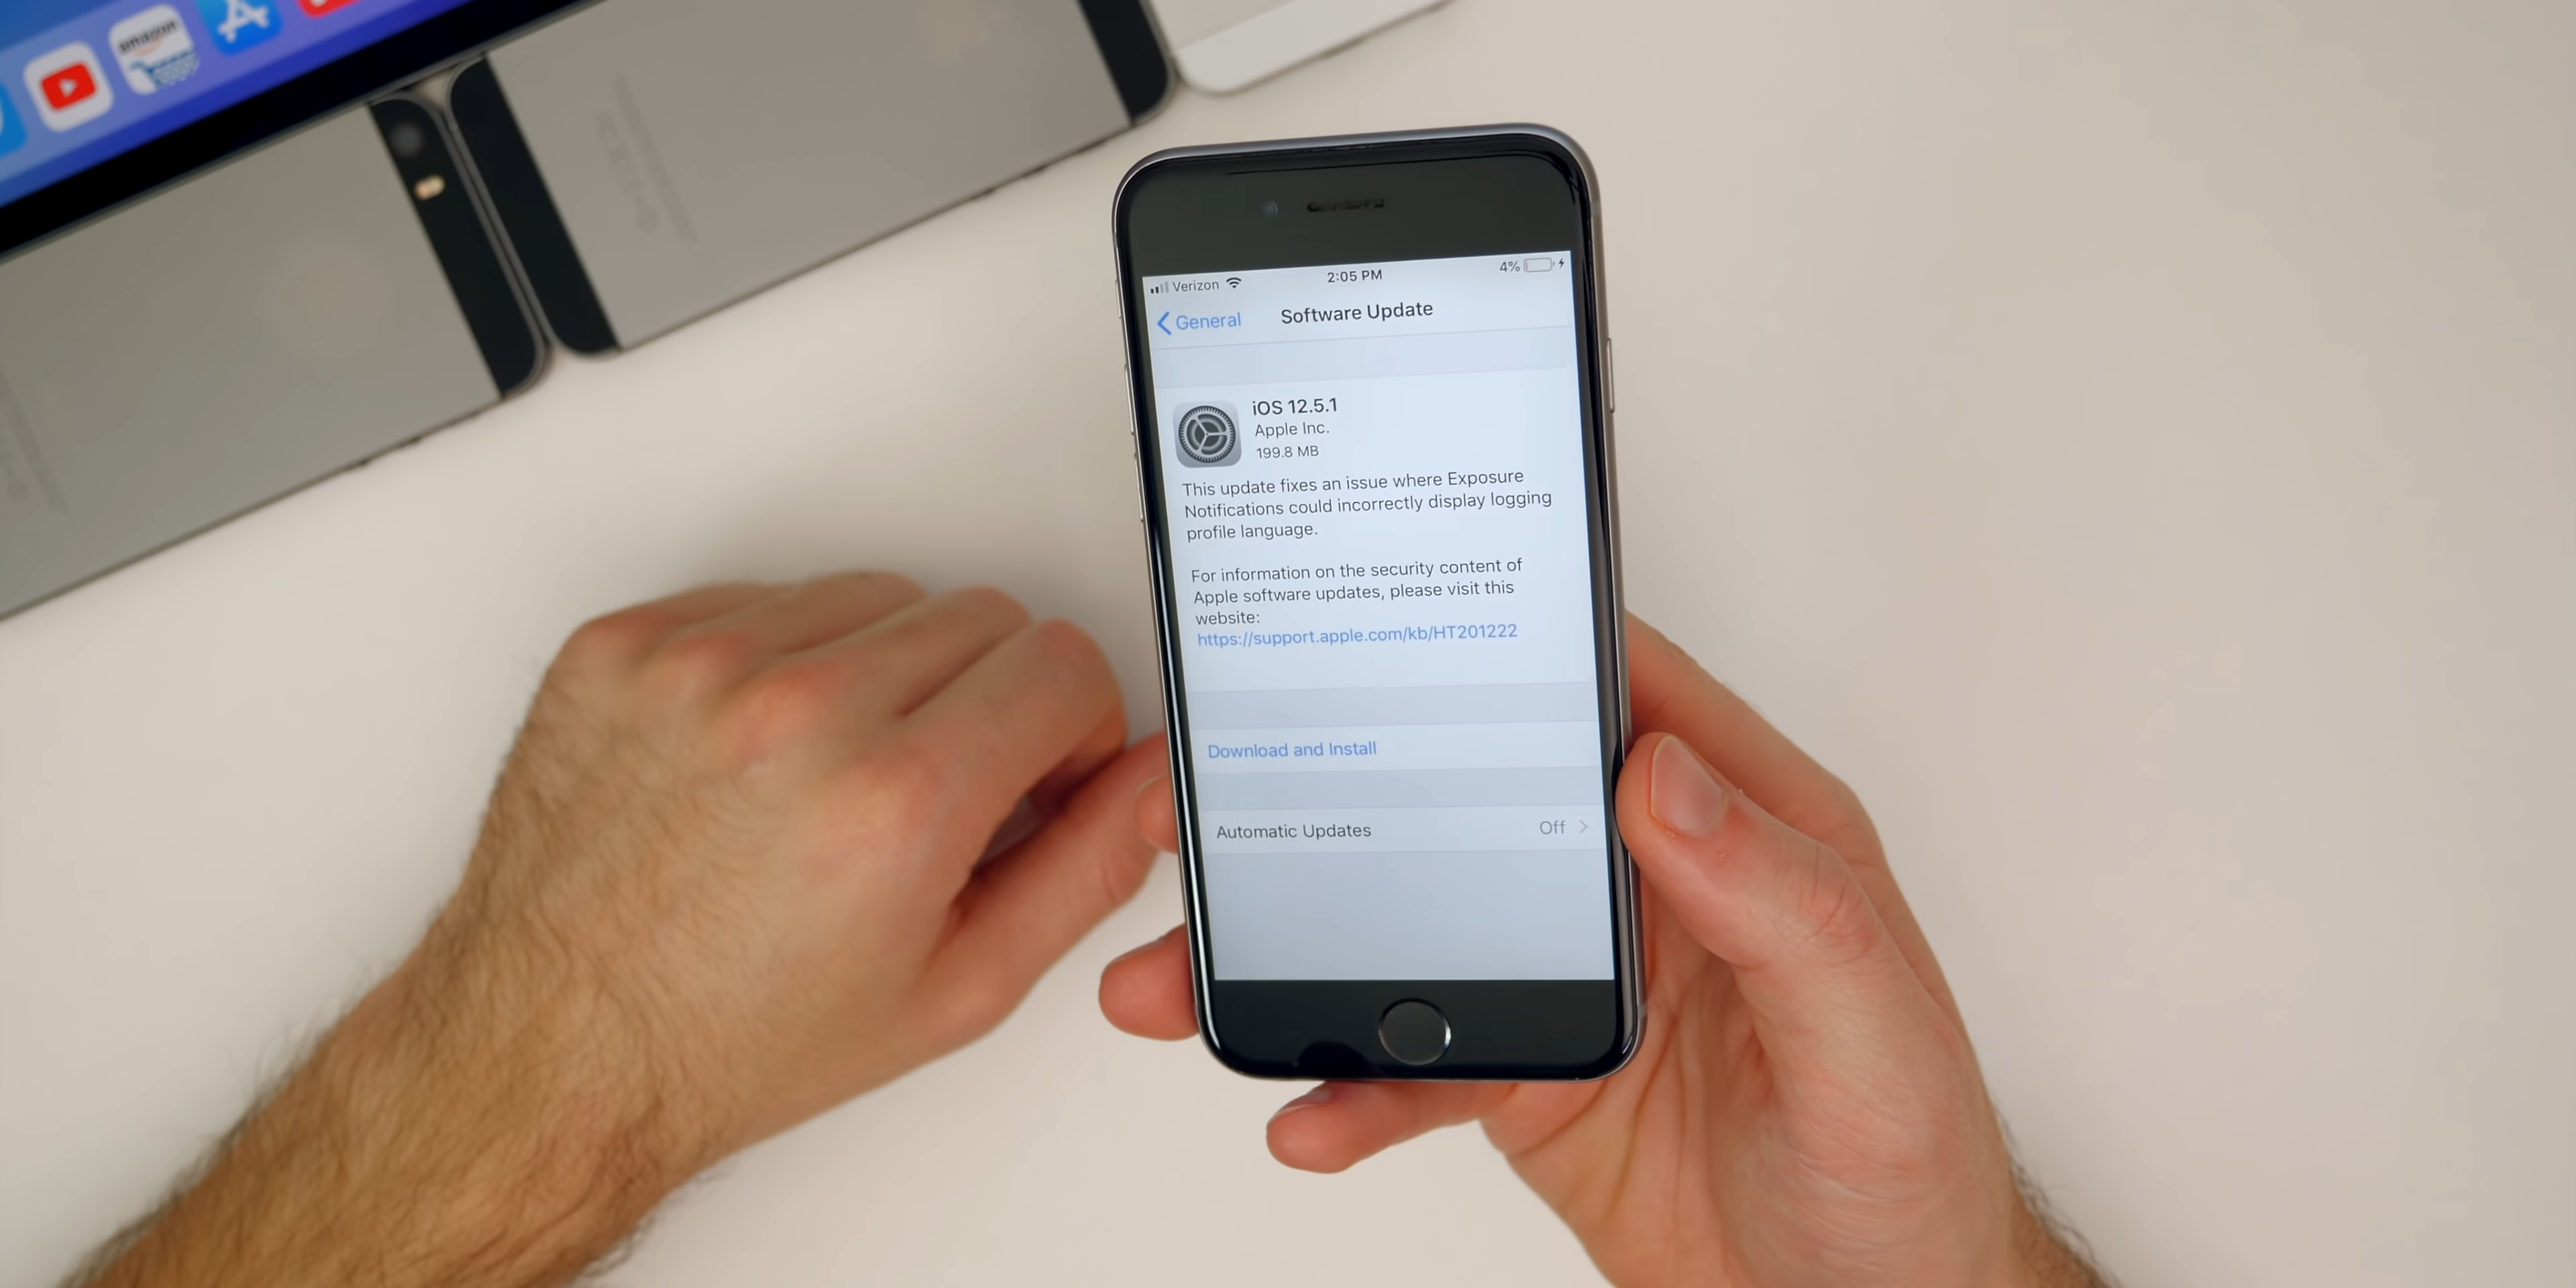 amazon
Verizon
2:05 PM
4%
General
Software Update
iOS 12.5.1
Apple Inc.
199.8 MB
This update fixes an issue where Exposure
Notifications could incorrectly display logging
profile language.
For information on the security content of
Apple software updates, please visit this
website:
https://support.apple.com/kb/HT201222
Download and Install
Automatic Updates
Off